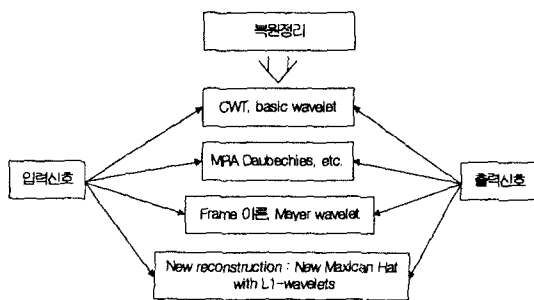 복원정리
CWT, basic wavelet
MRA Daubechies, etc.
입력신호
출력신호
Frame 이론, Meyer wavelet
New reconstruction : New Maxican Hat
with L1-wavelets